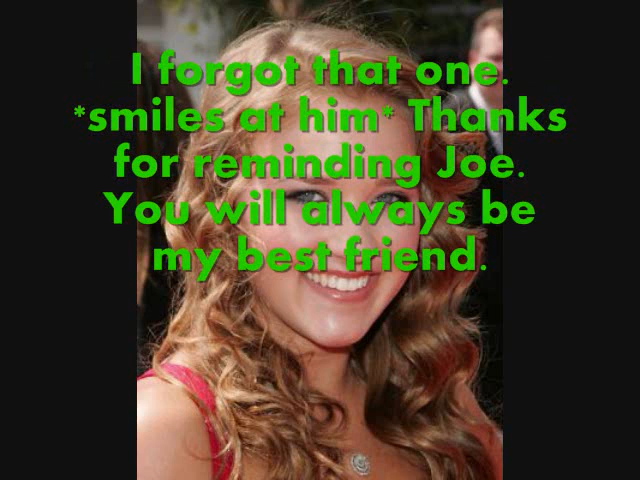 I forgot that one.
*smiles at him* Thanks
for reminding Joe.
You will always be
my best friend.